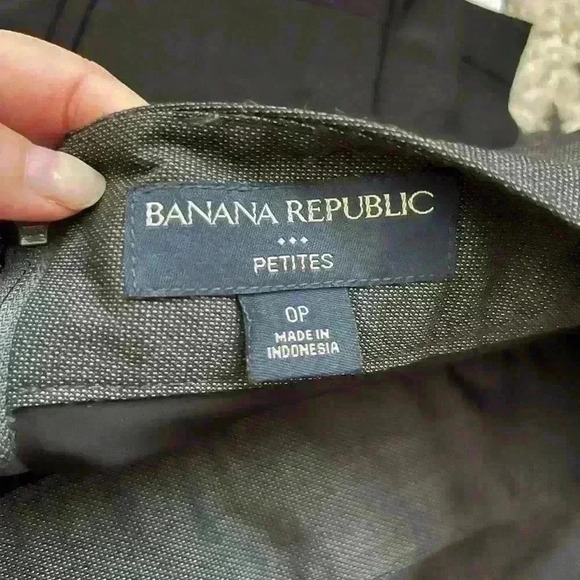 BANANA REPUBLIC
PETITES
0P
MADE IN
INDONESIA